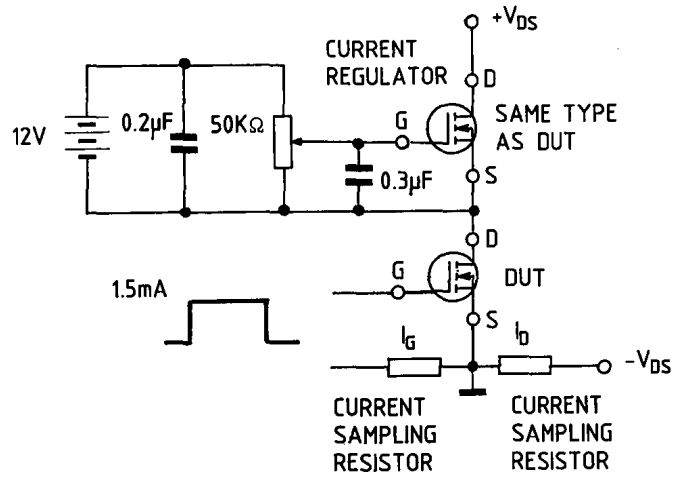 +VDS
CURRENT
REGULATOR
D
12V
0.2µF
50KΩ
G
SAME TYPE
AS DUT
0.3µF
S
D
G
DUT
1.5mA
S
IG
ID
-VDS
CURRENT
SAMPLING
RESISTOR
CURRENT
SAMPLING
RESISTOR